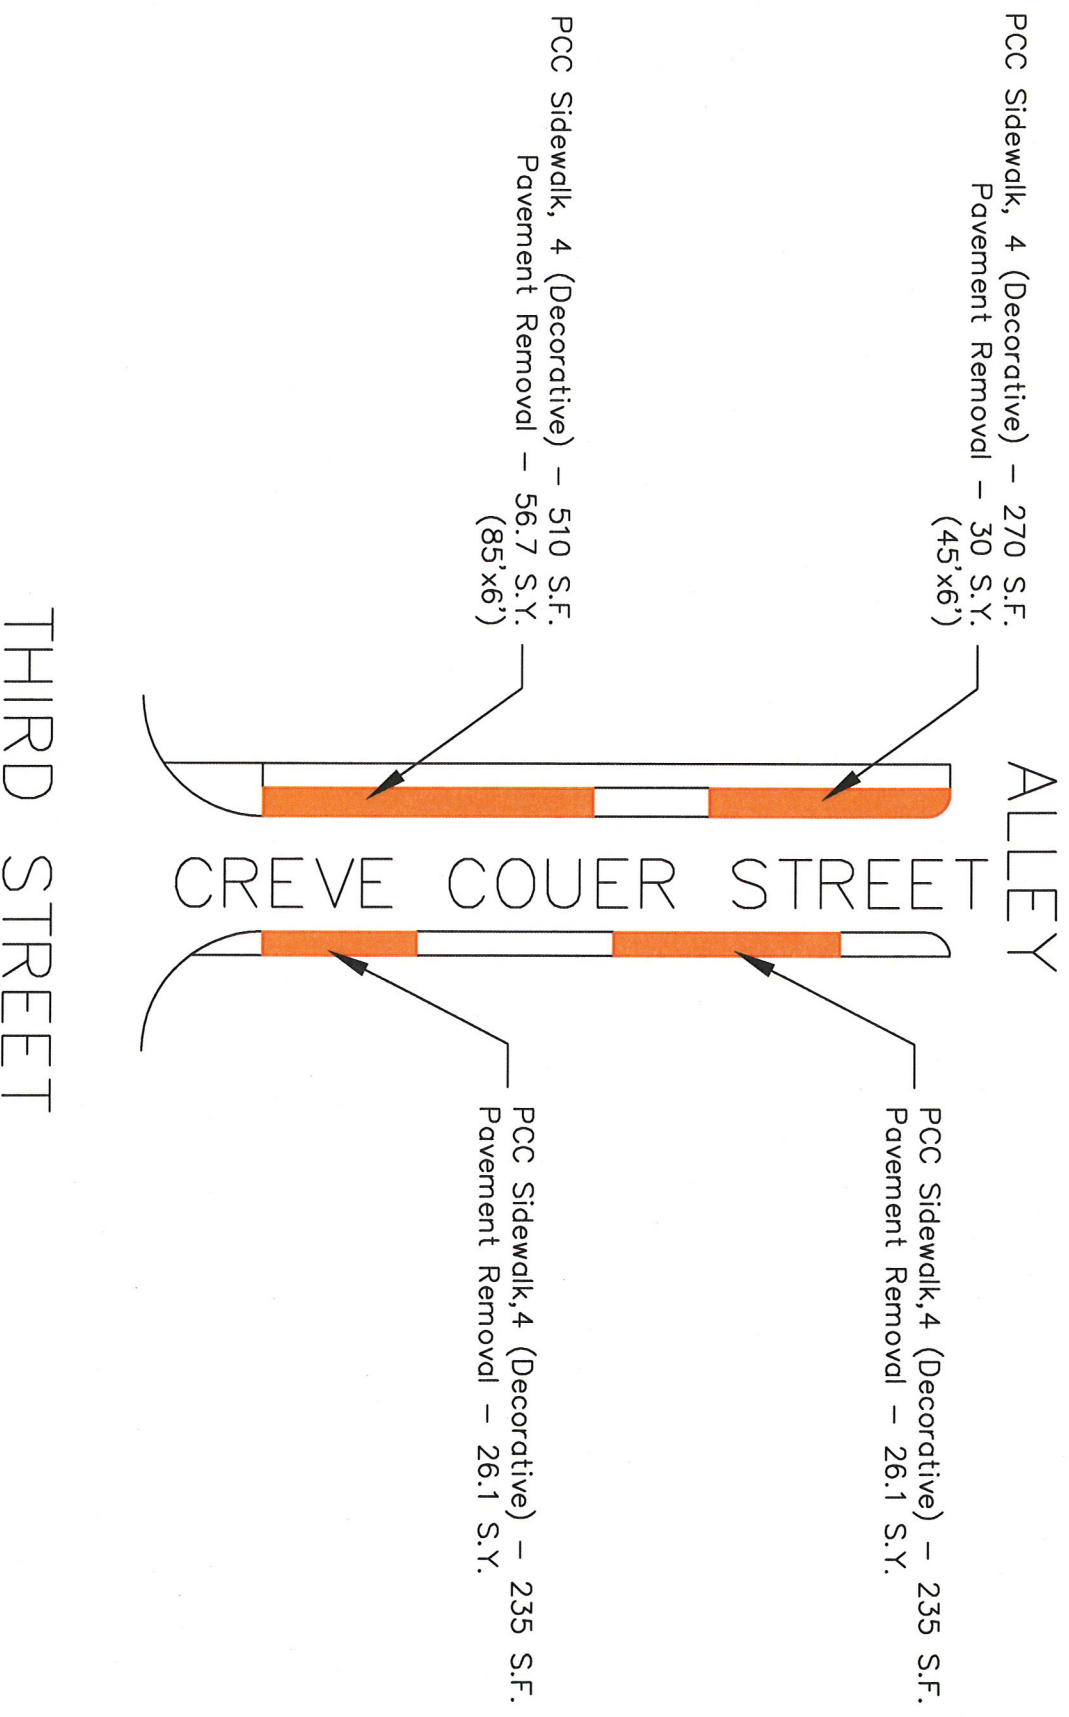 PCC Sidewalk, 4 (Decorative) – 270 S.F.
Pavement Removal – 30 S.Y.
(45'x6')
PCC Sidewalk, 4 (Decorative) – 510 S.F.
Pavement Removal – 56.7 S.Y.
(85'x6')
ALLEY
CREVE COUER STREET
THIRD STREET
PCC Sidewalk,4 (Decorative) – 235 S.F.
Pavement Removal – 26.1 S.Y.
PCC Sidewalk,4 (Decorative) – 235 S.F.
Pavement Removal – 26.1 S.Y.